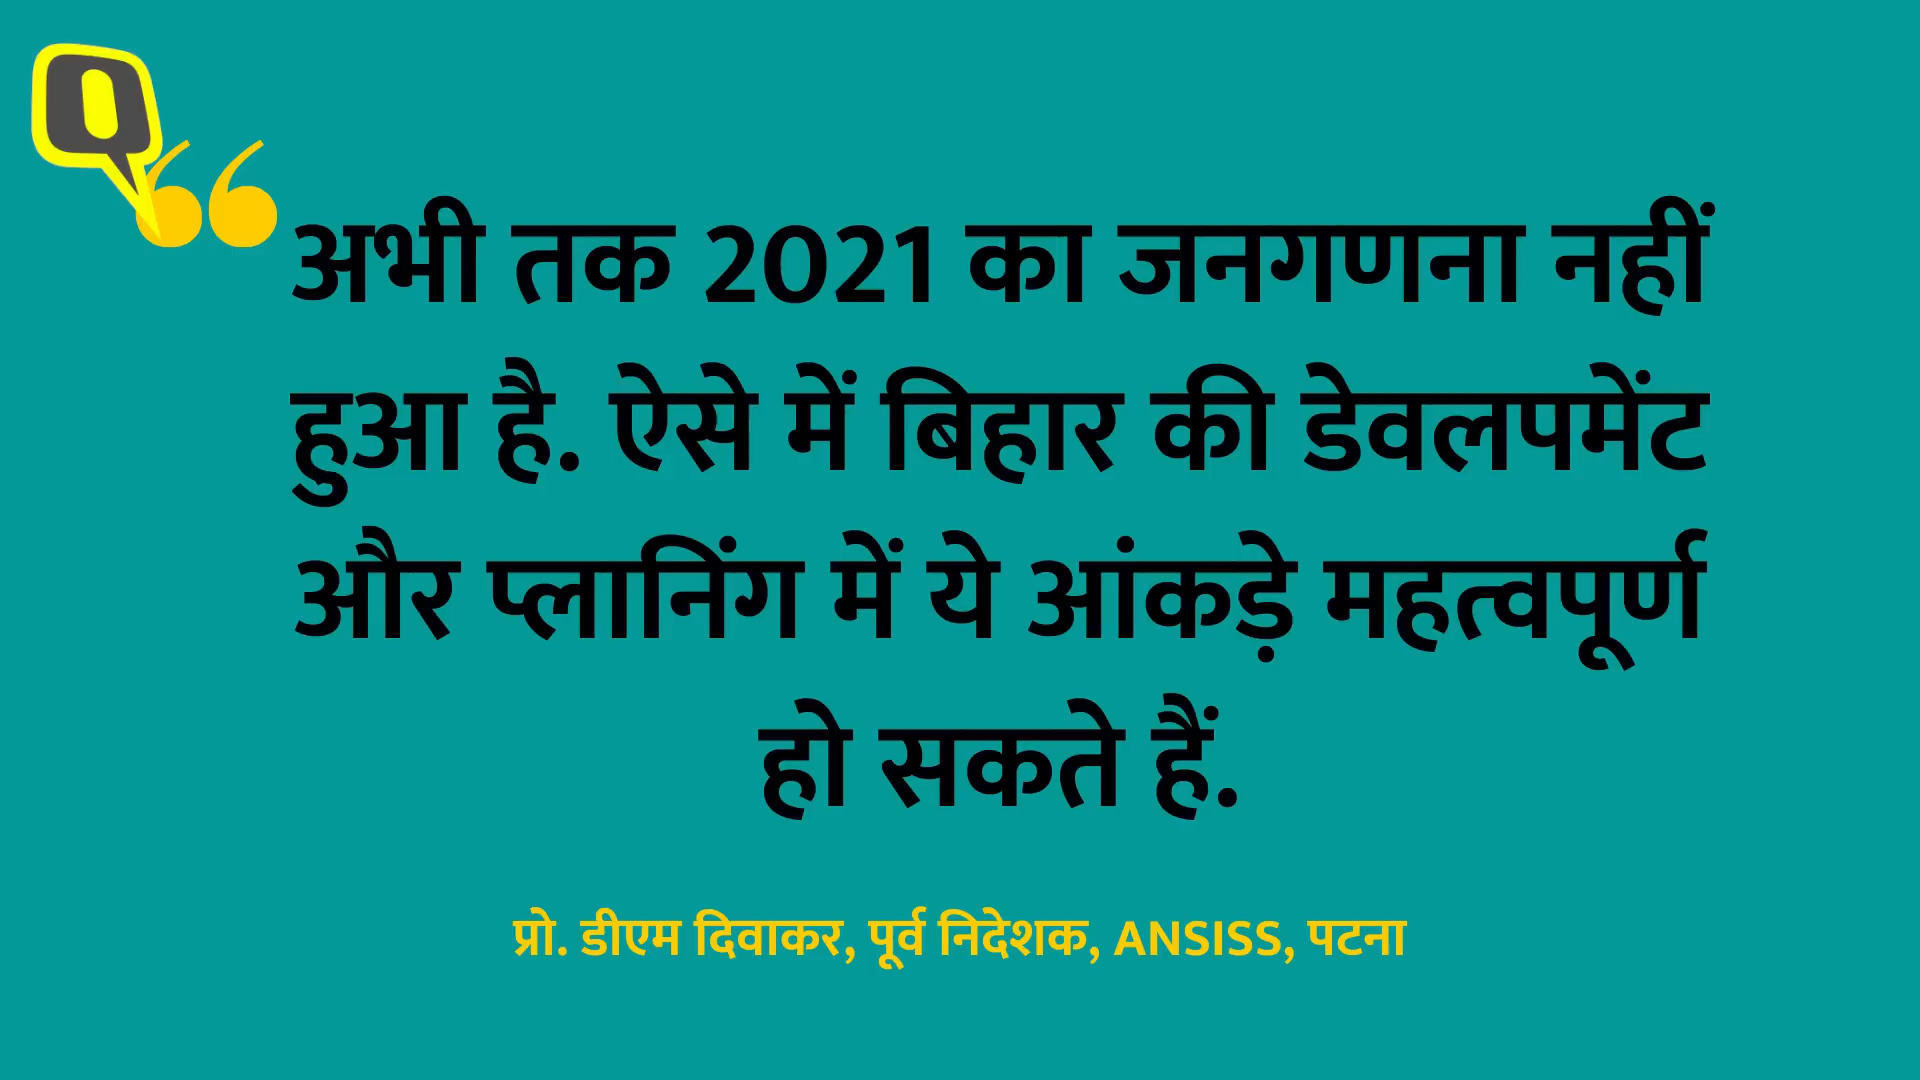 अभी तक 2021 का जनगणना नहीं
हुआ है. ऐसे में बिहार की डेवलपमेंट
और प्लानिंग में ये आंकड़े महत्वपूर्ण
हो सकते हैं.
प्रो. डीएम दिवाकर, पूर्व निदेशक, ANSISS, पटना